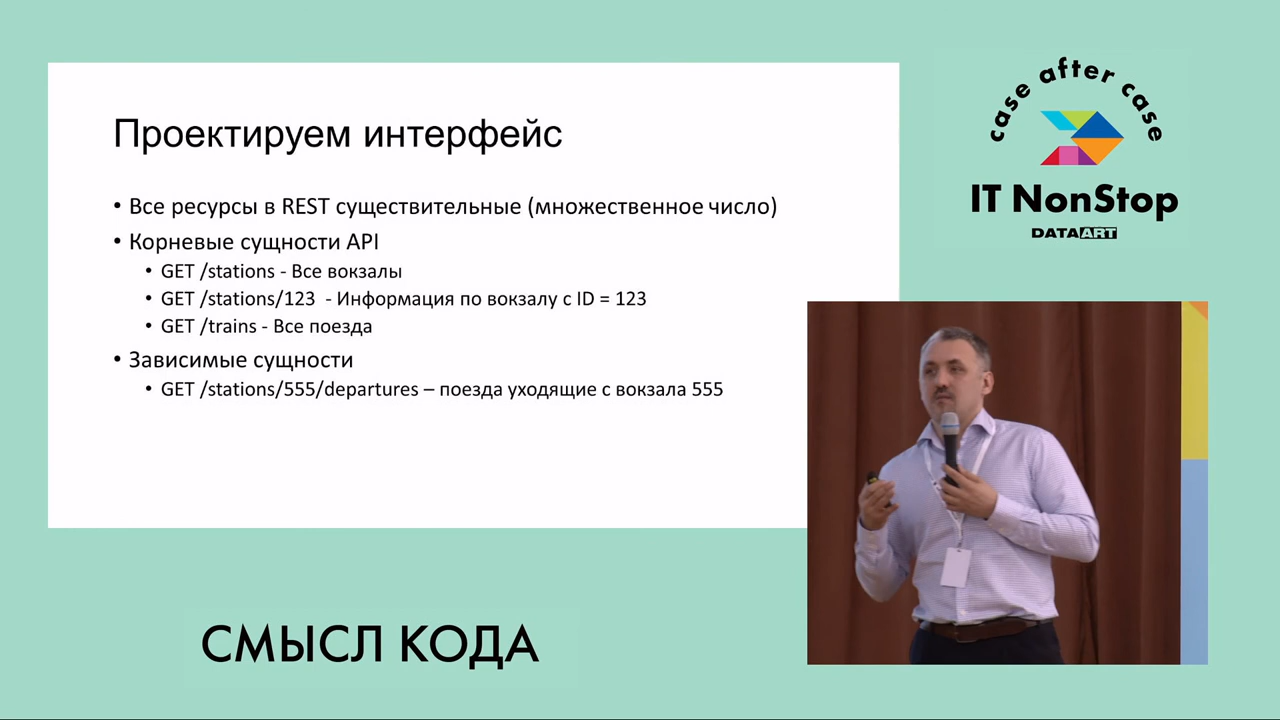 Проектируем интерфейс
• Все ресурсы в REST существительные (множественное число)
• Корневые сущности API
• GET /stations - Все вокзалы
• GET /stations/123 - Информация по вокзалу с ID = 123
• GET /trains - Все поезда
• Зависимые сущности
• GET /stations/555/departures – поезда уходящие с вокзала 555
case after case
IT NonStop
DATAART
СМЫСЛ КОДА